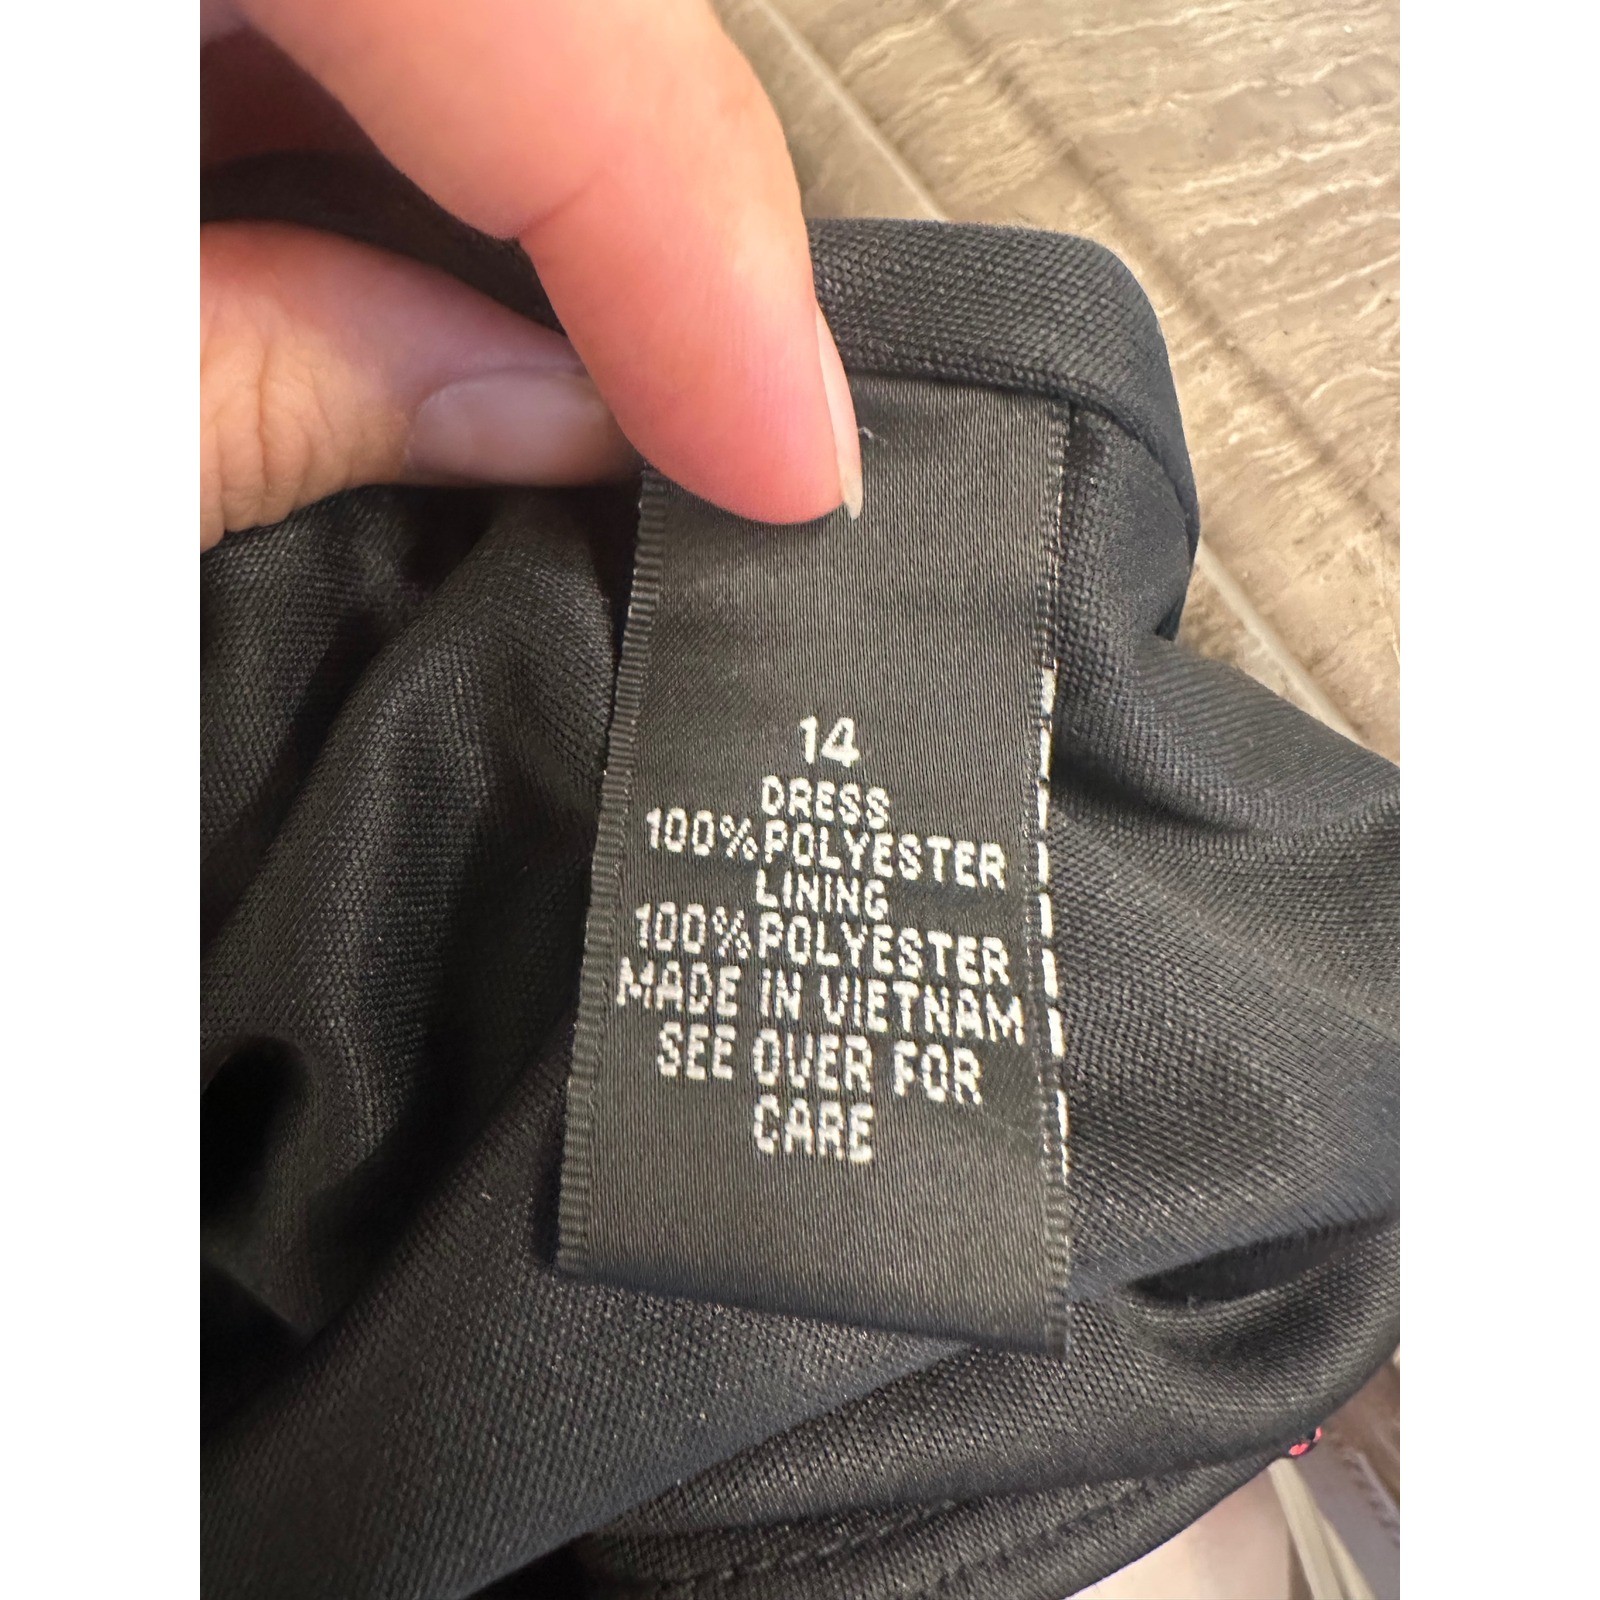 14
DRESS
100%POLYESTER
LINING
100%POLYESTER
MADE IN VIETNAM
SEE OVER FOR
CARE